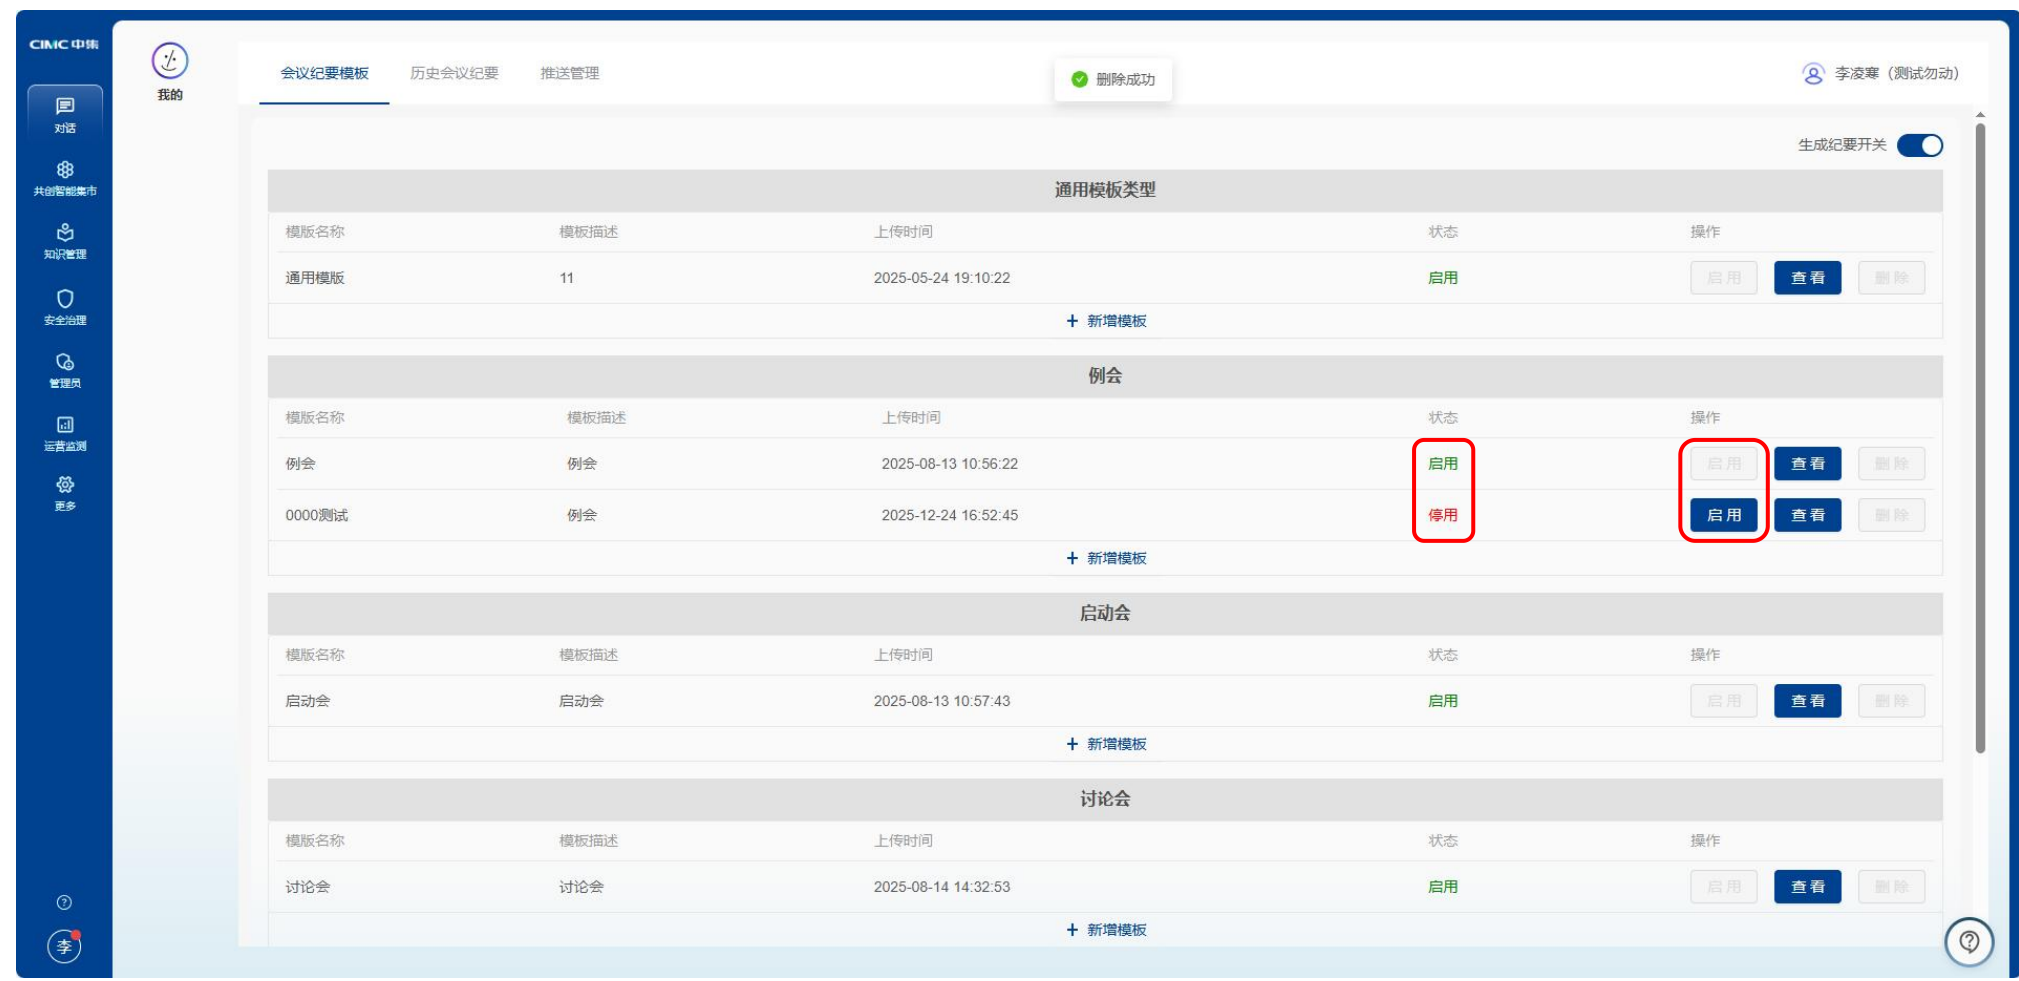 CIMC 中集
对话
共创智能集市
知识管理
安全治理
管理员
运营监测
更多
李
我的
会议纪要模板 历史会议纪要 推送管理
删除成功
李凌寒（测试勿动）
生成纪要开关
通用模板类型
模版名称 模板描述 上传时间 状态 操作
通用模版 11 2025-05-24 19:10:22 启用 启用 查看 删除
+ 新增模板
例会
模版名称 模板描述 上传时间 状态 操作
例会 例会 2025-08-13 10:56:22 启用 启用 查看 删除
0000测试 例会 2025-12-24 16:52:45 停用 启用 查看 删除
+ 新增模板
启动会
模版名称 模板描述 上传时间 状态 操作
启动会 启动会 2025-08-13 10:57:43 启用 启用 查看 删除
+ 新增模板
讨论会
模版名称 模板描述 上传时间 状态 操作
讨论会 讨论会 2025-08-14 14:32:53 启用 启用 查看 删除
+ 新增模板